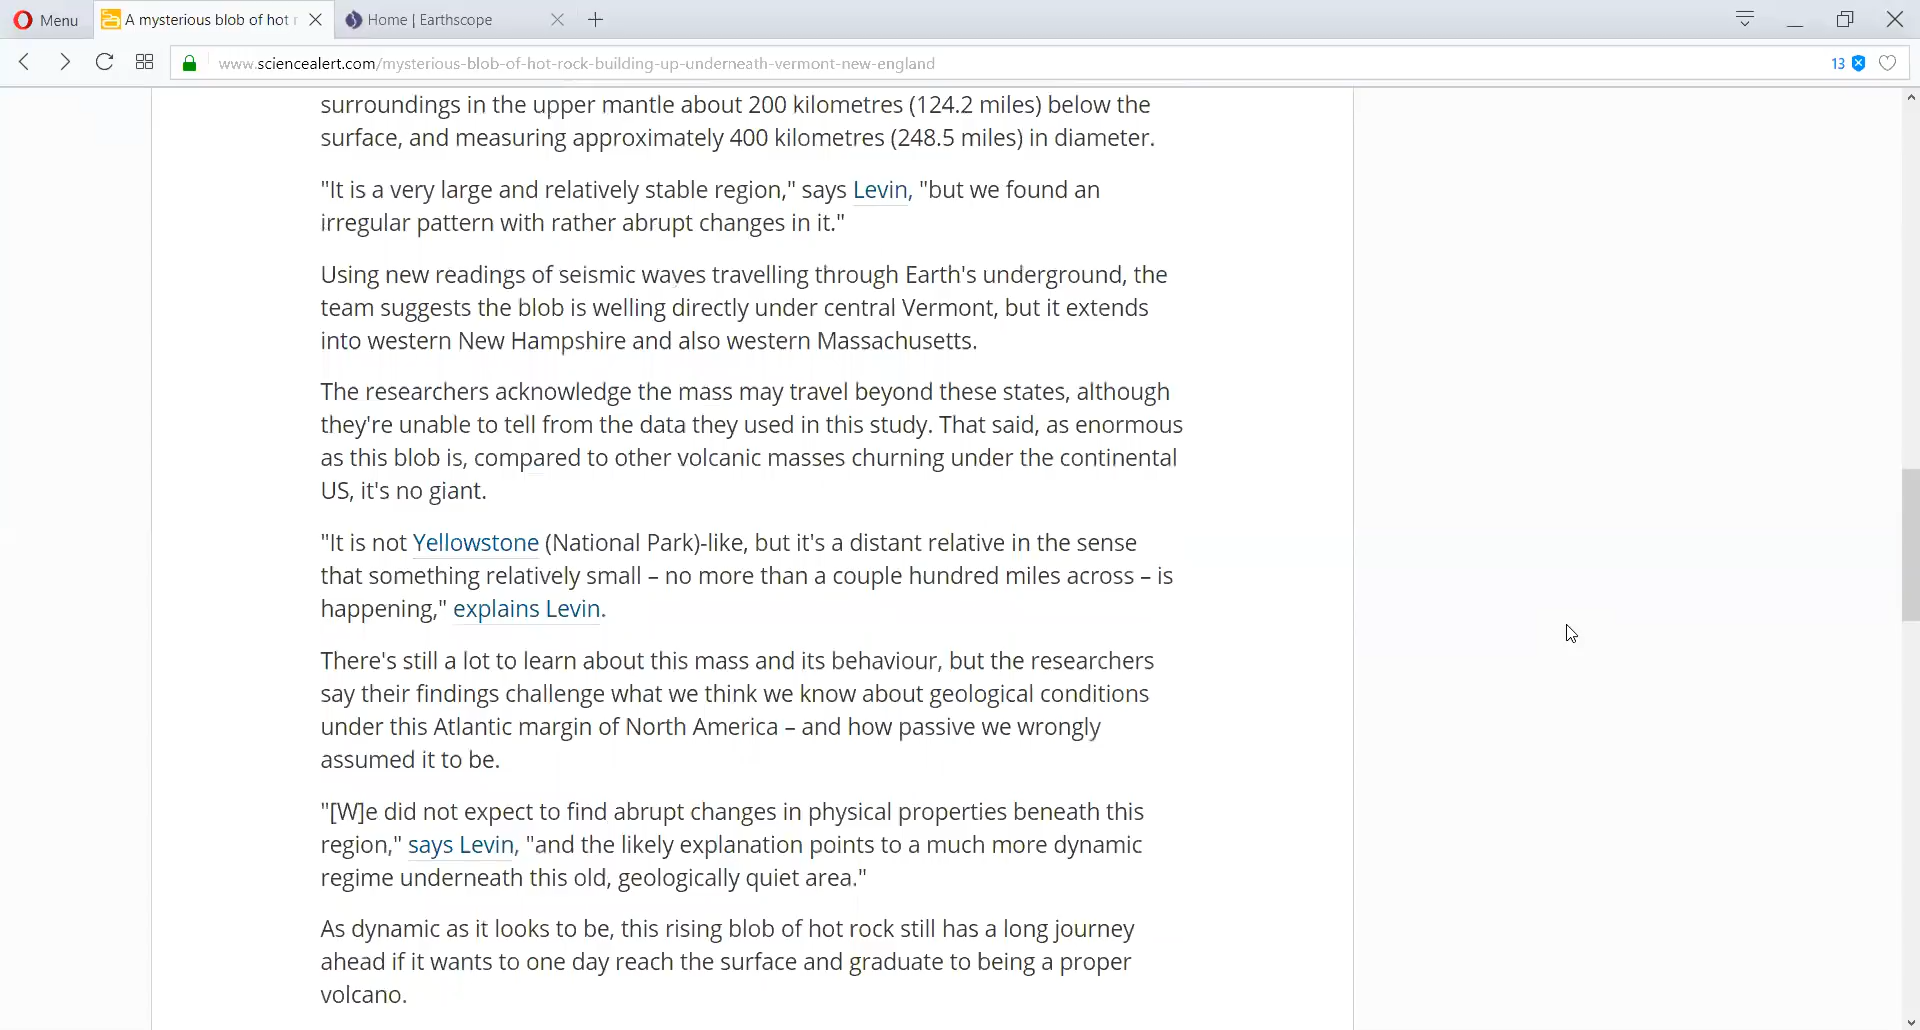 Menu
A mysterious blob of hot r
Home | Earthscope
www.sciencealert.com/mysterious-blob-of-hot-rock-building-up-underneath-vermont-new-england
13
surroundings in the upper mantle about 200 kilometres (124.2 miles) below the
surface, and measuring approximately 400 kilometres (248.5 miles) in diameter.
"It is a very large and relatively stable region," says Levin, "but we found an
irregular pattern with rather abrupt changes in it."
Using new readings of seismic waves travelling through Earth's underground, the
team suggests the blob is welling directly under central Vermont, but it extends
into western New Hampshire and also western Massachusetts.
The researchers acknowledge the mass may travel beyond these states, although
they're unable to tell from the data they used in this study. That said, as enormous
as this blob is, compared to other volcanic masses churning under the continental
US, it's no giant.
"It is not Yellowstone (National Park)-like, but it's a distant relative in the sense
that something relatively small – no more than a couple hundred miles across – is
happening," explains Levin.
There's still a lot to learn about this mass and its behaviour, but the researchers
say their findings challenge what we think we know about geological conditions
under this Atlantic margin of North America – and how passive we wrongly
assumed it to be.
"[W]e did not expect to find abrupt changes in physical properties beneath this
region," says Levin, "and the likely explanation points to a much more dynamic
regime underneath this old, geologically quiet area."
As dynamic as it looks to be, this rising blob of hot rock still has a long journey
ahead if it wants to one day reach the surface and graduate to being a proper
volcano.